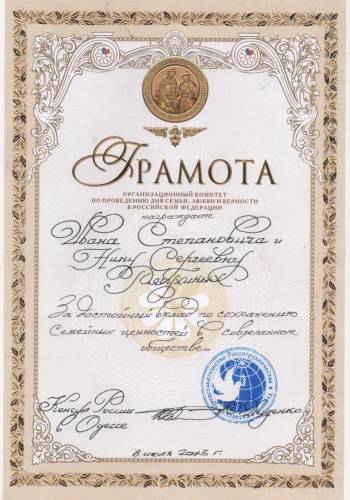 ГРАМОТА
ОРГАНИЗАЦИОННЫЙ КОМИТЕТ
ПО ПРОВЕДЕНИЮ ДНЯ СЕМЬИ, ЛЮБВИ И ВЕРНОСТИ
В РОССИЙСКОЙ ФЕДЕРАЦИИ
награждает
Ивана Степановича и
Нину Сергеевну
За достойный вклад по сохранению
Семейных ценностей в современном
обществе.
Консул России
в Одессе
8 июля